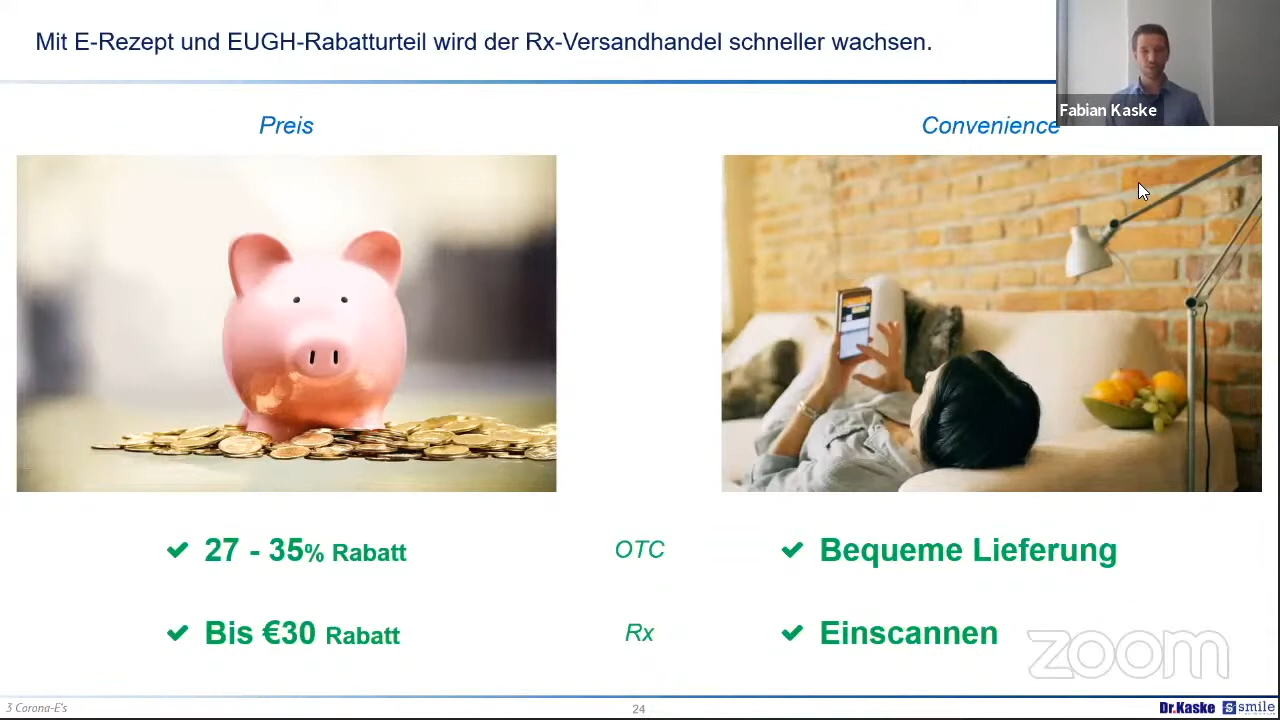 Mit E-Rezept und EUGH-Rabatturteil wird der Rx-Versandhandel schneller wachsen.
Fabian Kaske
Preis
Convenience
27 - 35% Rabatt
OTC
Bequeme Lieferung
Bis €30 Rabatt
Rx
Einscannen
zoom
3 Corona-E's
24
Dr.Kaske
smile